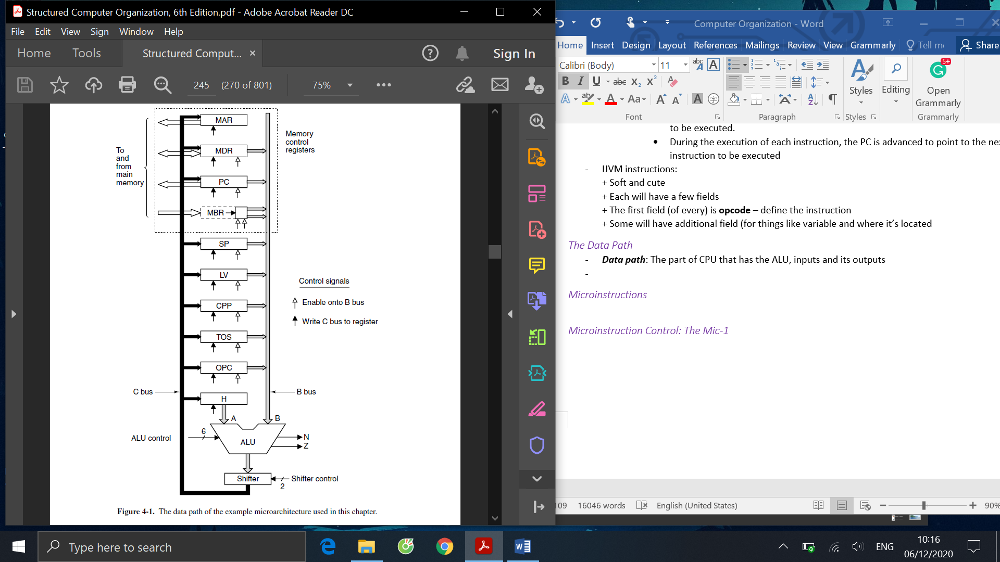 Structured Computer Organization, 6th Edition.pdf - Adobe Acrobat Reader DC
File Edit View Sign Window Help
Home Tools Structured Comput... × Sign In
245 (270 of 801) 75%
MAR
MDR
PC
MBR
SP
LV
CPP
TOS
OPC
H
To
and
from
main
memory
Memory
control
registers
Control signals
Enable onto B bus
Write C bus to register
C bus
B bus
A B
ALU control
6
ALU
N
Z
Shifter
Shifter control
2
Figure 4-1. The data path of the example microarchitecture used in this chapter.
Computer Organization - Word
Home Insert Design Layout References Mailings Review View Grammarly Tell m Share
Calibri (Body) 11
Styles
Editing
Open
Grammarly
5+
Font Paragraph Styles Grammarly
to be executed.
• During the execution of each instruction, the PC is advanced to point to the nex
instruction to be executed
- IJVM instructions:
+ Soft and cute
+ Each will have a few fields
+ The first field (of every) is opcode – define the instruction
+ Some will have additional field (for things like variable and where it's located
The Data Path
- Data path: The part of CPU that has the ALU, inputs and its outputs
-
Microinstructions
Microinstruction Control: The Mic-1
109 16046 words English (United States) 90%
Type here to search
ENG
10:16
06/12/2020